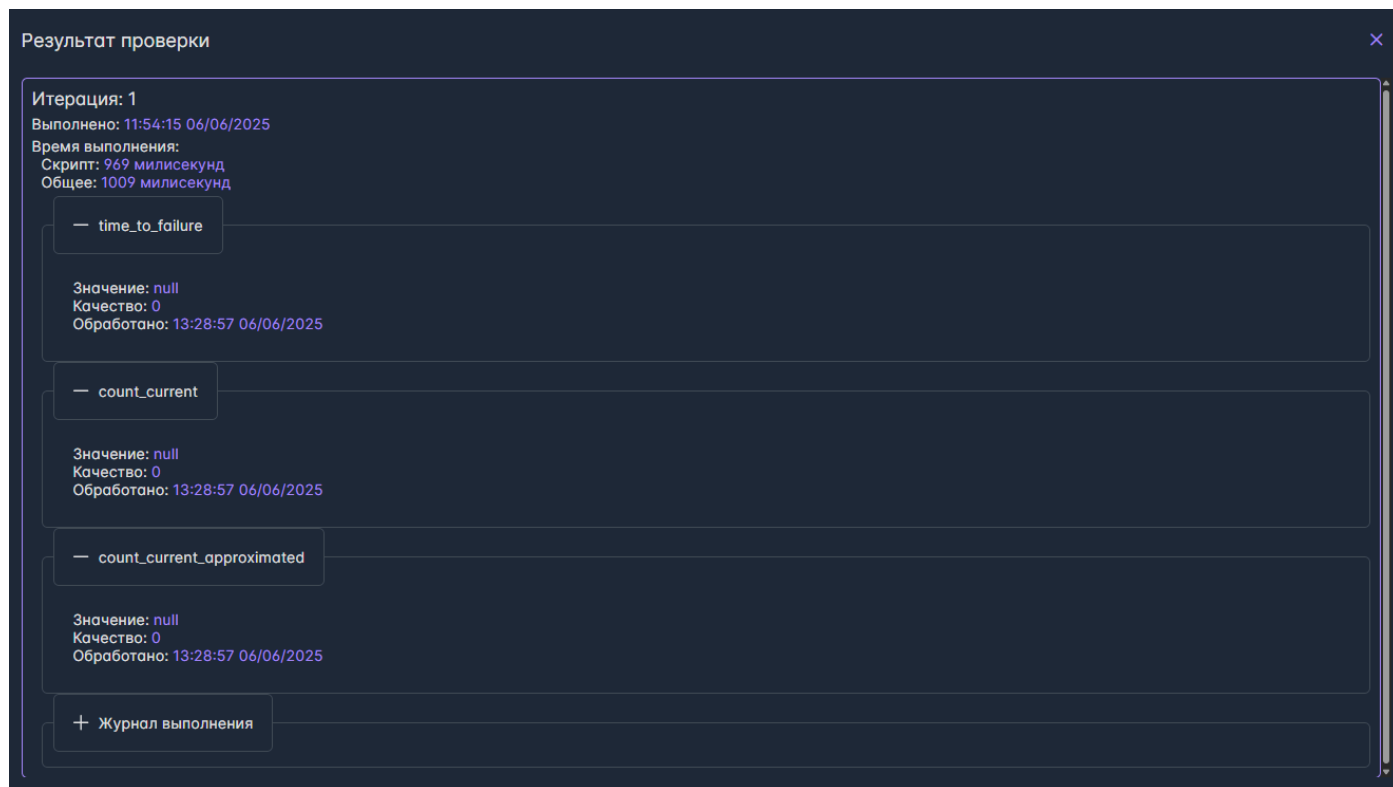 Результат проверки
Итерация: 1
Выполнено: 11:54:15 06/06/2025
Время выполнения:
Скрипт: 969 милисекунд
Общее: 1009 милисекунд
time_to_failure
Значение: null
Качество: 0
Обработано: 13:28:57 06/06/2025
count_current
Значение: null
Качество: 0
Обработано: 13:28:57 06/06/2025
count_current_approximated
Значение: null
Качество: 0
Обработано: 13:28:57 06/06/2025
Журнал выполнения